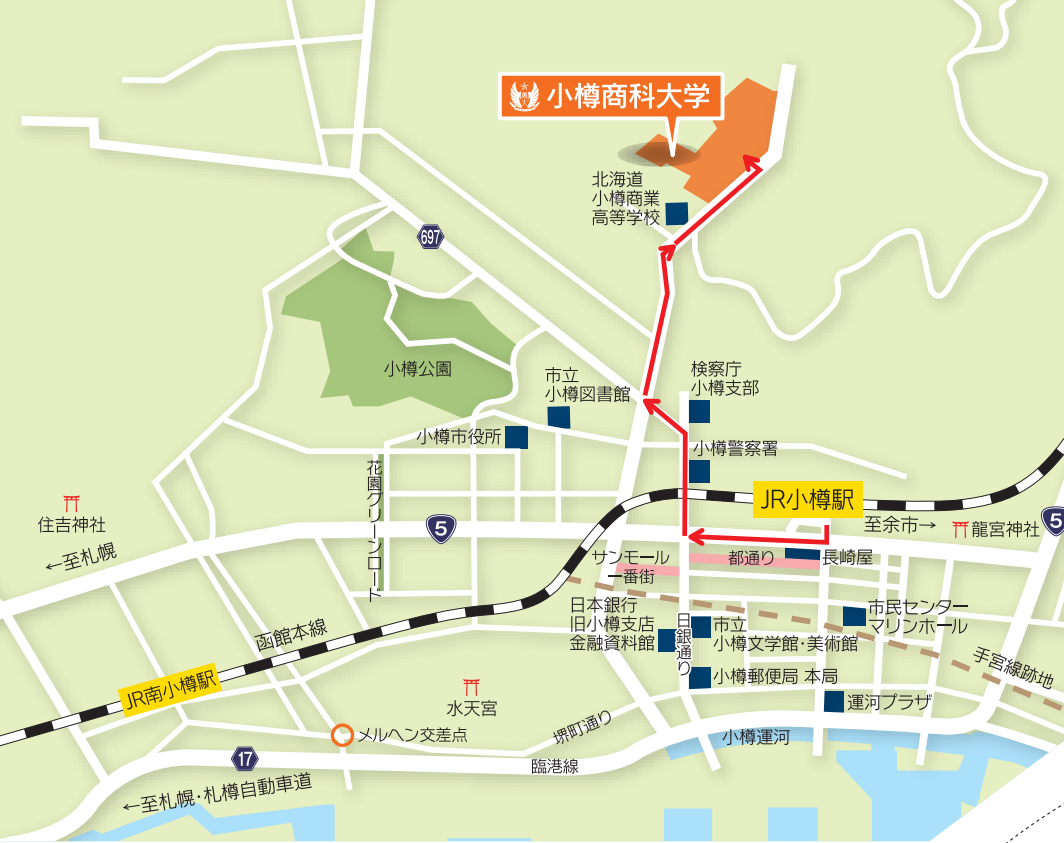 小樽商科大学
北海道
小樽商業
高等学校
697
小樽公園
市立
小樽図書館
検察庁
小樽支部
小樽市役所
小樽警察署
花園グリーンロード
JR小樽駅
住吉神社
←至札幌
5
至余市→
龍宮神社
5
サンモール
一番街
都通り
長崎屋
日本銀行
旧小樽支店
金融資料館
日銀通り
市立
小樽文学館・美術館
市民センター
マリンホール
函館本線
手宮線跡地
JR南小樽駅
水天宮
小樽郵便局 本局
運河プラザ
メルヘン交差点
堺町通り
小樽運河
17
臨港線
←至札幌・札樽自動車道